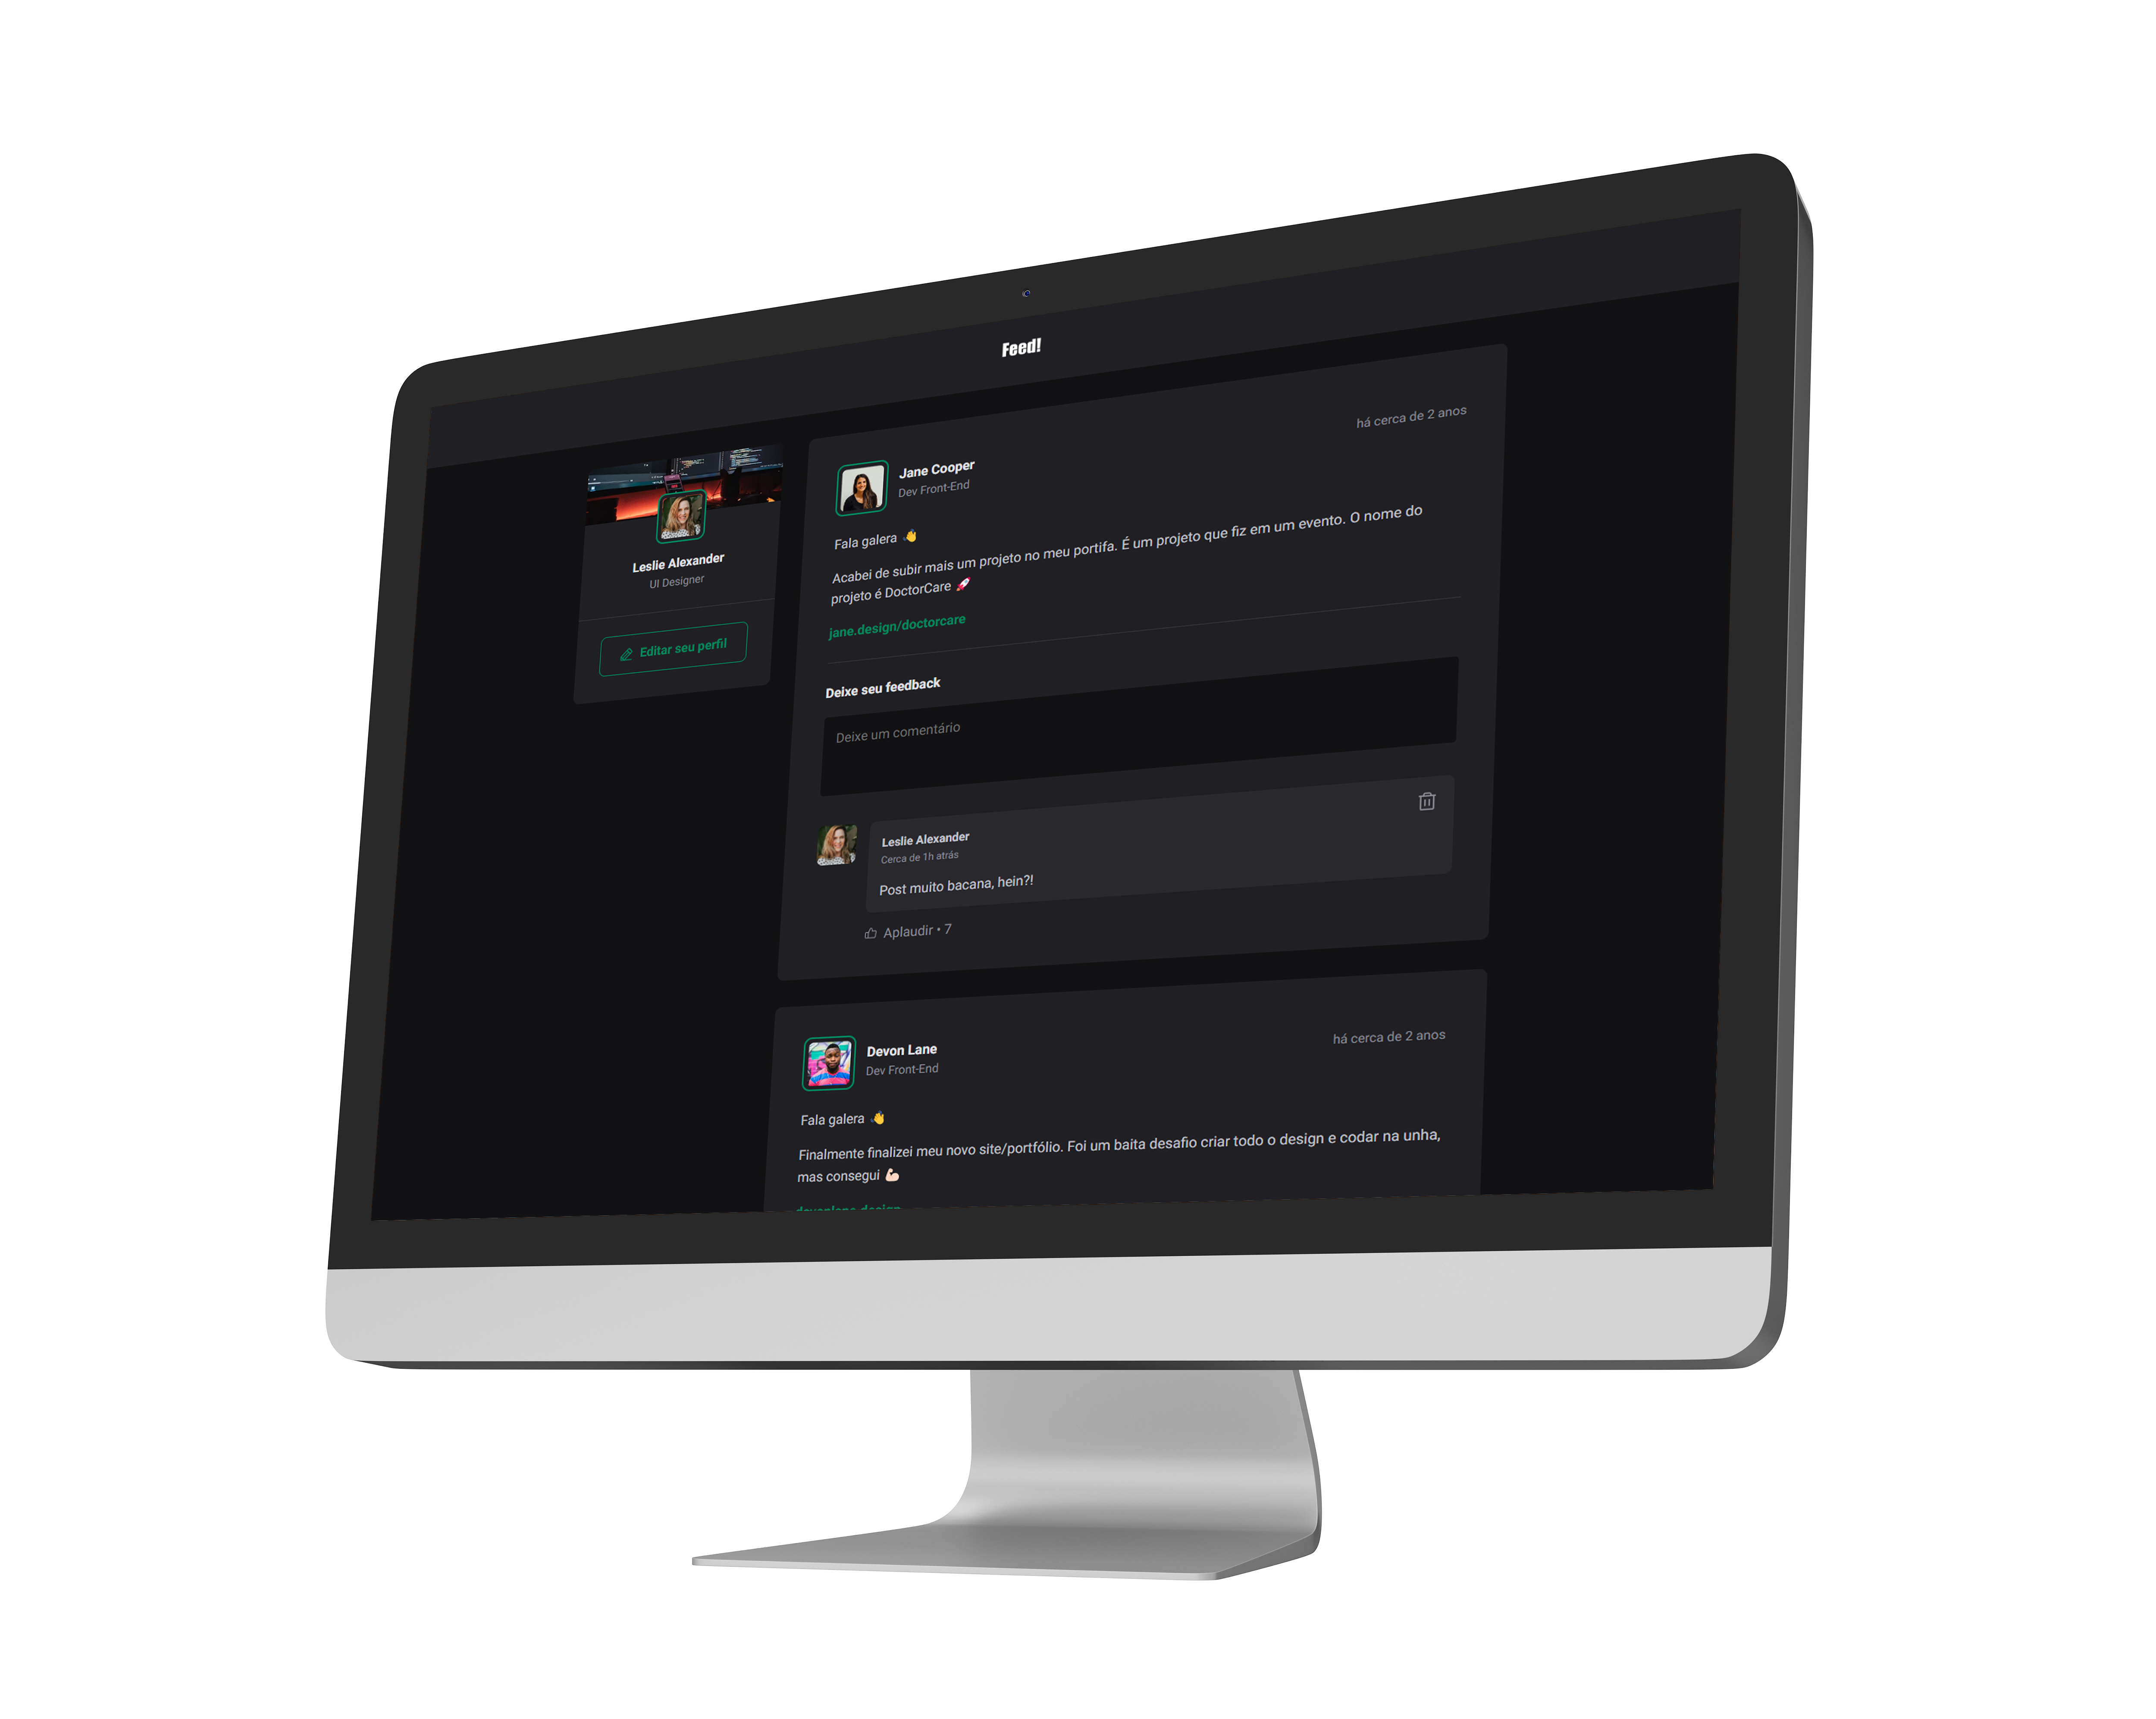 Feed!
Leslie Alexander
UI Designer
Editar seu perfil
Jane Cooper
Dev Front-End
há cerca de 2 anos
Fala galera 👋
Acabei de subir mais um projeto no meu portifa. É um projeto que fiz em um evento. O nome do
projeto é DoctorCare 🚀
jane.design/doctorcare
Deixe seu feedback
Deixe um comentário
Leslie Alexander
Cerca de 1h atrás
Post muito bacana, hein?!
Aplaudir • 7
Devon Lane
Dev Front-End
há cerca de 2 anos
Fala galera 👋
Finalmente finalizei meu novo site/portfólio. Foi um baita desafio criar todo o design e codar na unha,
mas consegui 💪🏻